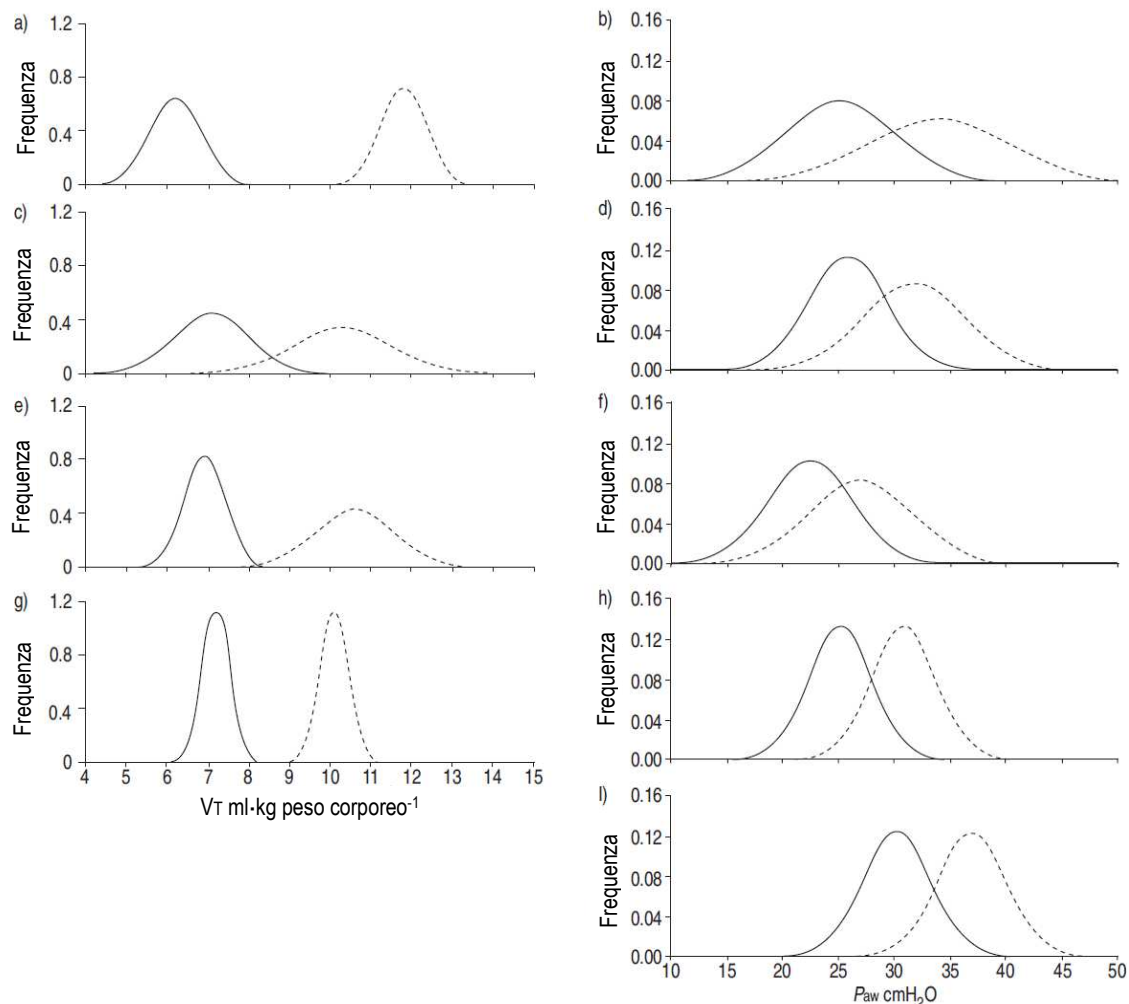 a)
1.2
0.8
0.4
0
Frequenza
b)
0.16
0.12
0.08
0.04
0.00
Frequenza
c)
1.2
0.8
0.4
0
Frequenza
d)
0.16
0.12
0.08
0.04
0.00
Frequenza
e)
1.2
0.8
0.4
0
Frequenza
f)
0.16
0.12
0.08
0.04
0.00
Frequenza
g)
1.2
0.8
0.4
0
Frequenza
4 5 6 7 8 9 10 11 12 13 14 15
VT ml·kg peso corporeo-1
h)
0.16
0.12
0.08
0.04
0.00
Frequenza
l)
0.16
0.12
0.08
0.04
0.00
Frequenza
10 15 20 25 30 35 40 45 50
Paw cmH2O